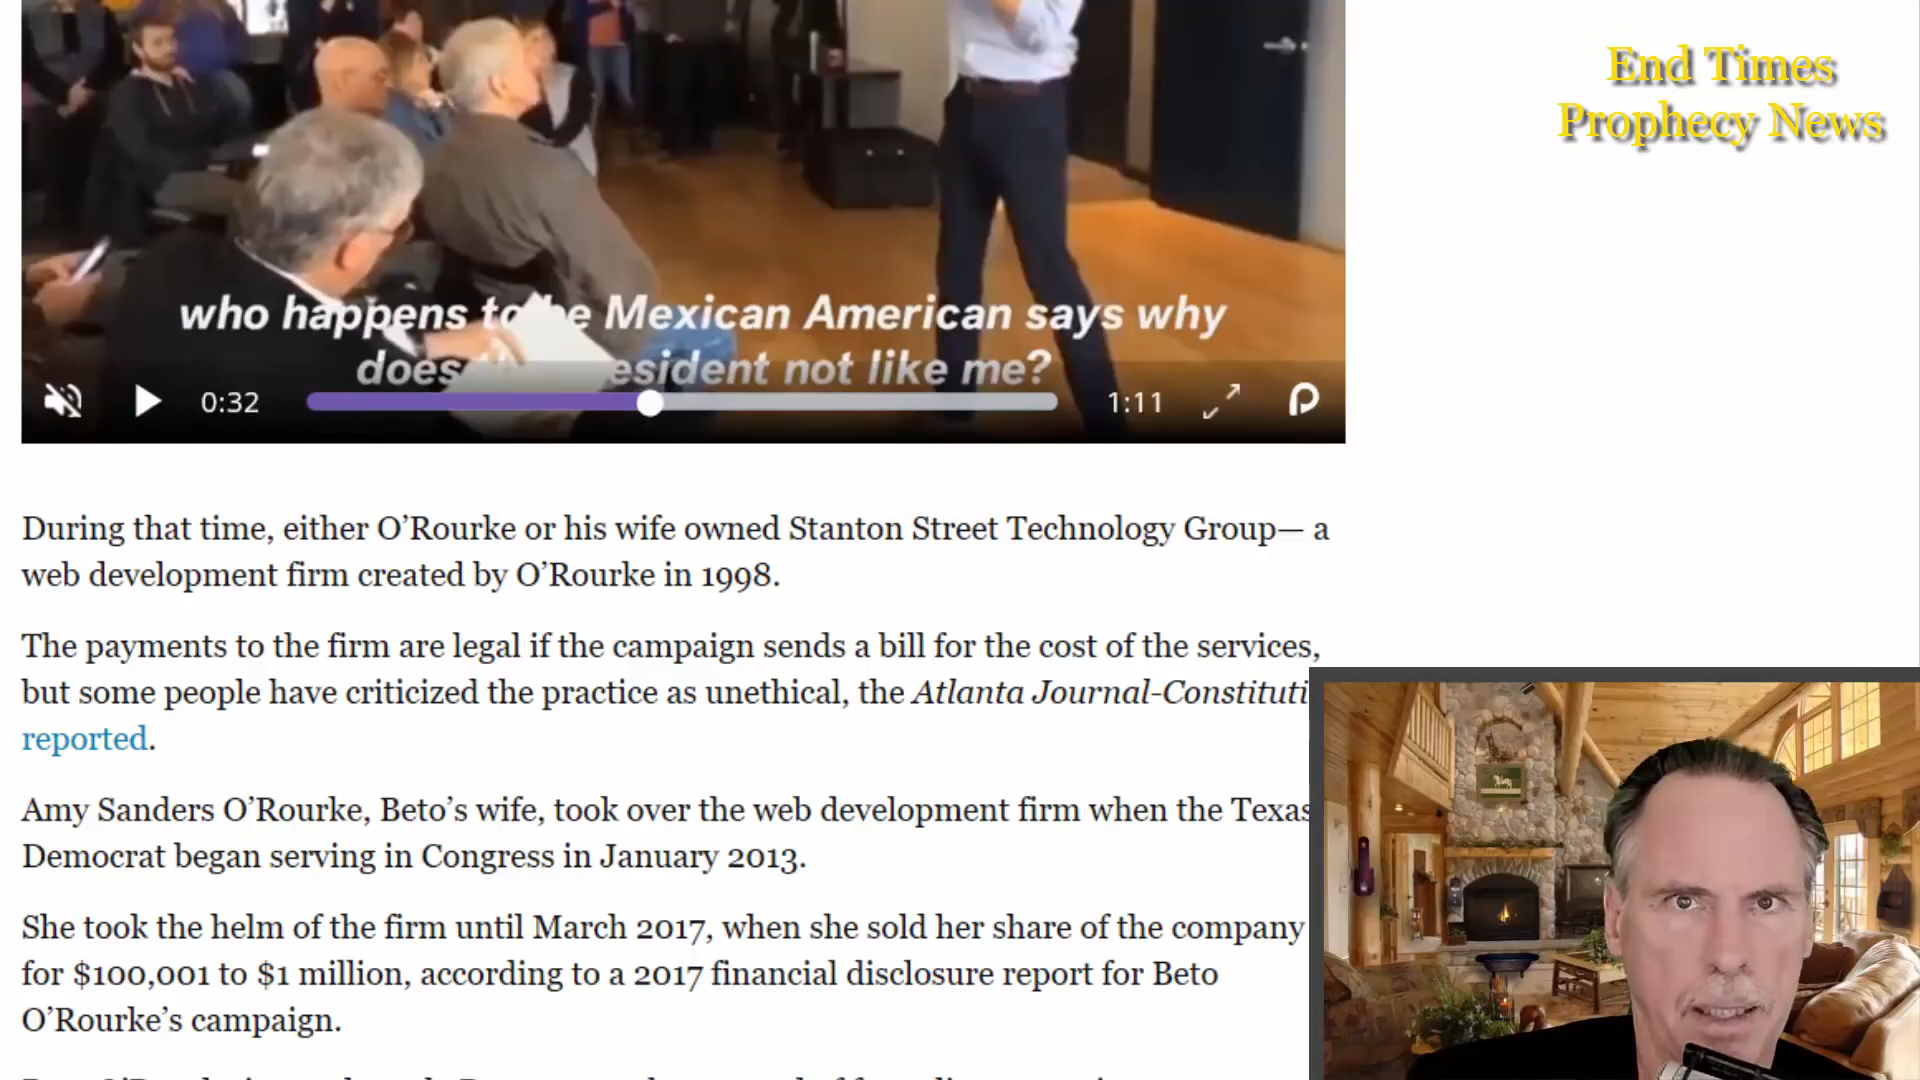 End Times
Prophecy News
who happens to be Mexican American says why
does president not like me?
0:32
1:11
During that time, either O’Rourke or his wife owned Stanton Street Technology Group— a
web development firm created by O’Rourke in 1998.
The payments to the firm are legal if the campaign sends a bill for the cost of the services,
but some people have criticized the practice as unethical, the Atlanta Journal-Constituti
reported.
Amy Sanders O’Rourke, Beto’s wife, took over the web development firm when the Texas
Democrat began serving in Congress in January 2013.
She took the helm of the firm until March 2017, when she sold her share of the company
for $100,001 to $1 million, according to a 2017 financial disclosure report for Beto
O’Rourke’s campaign.